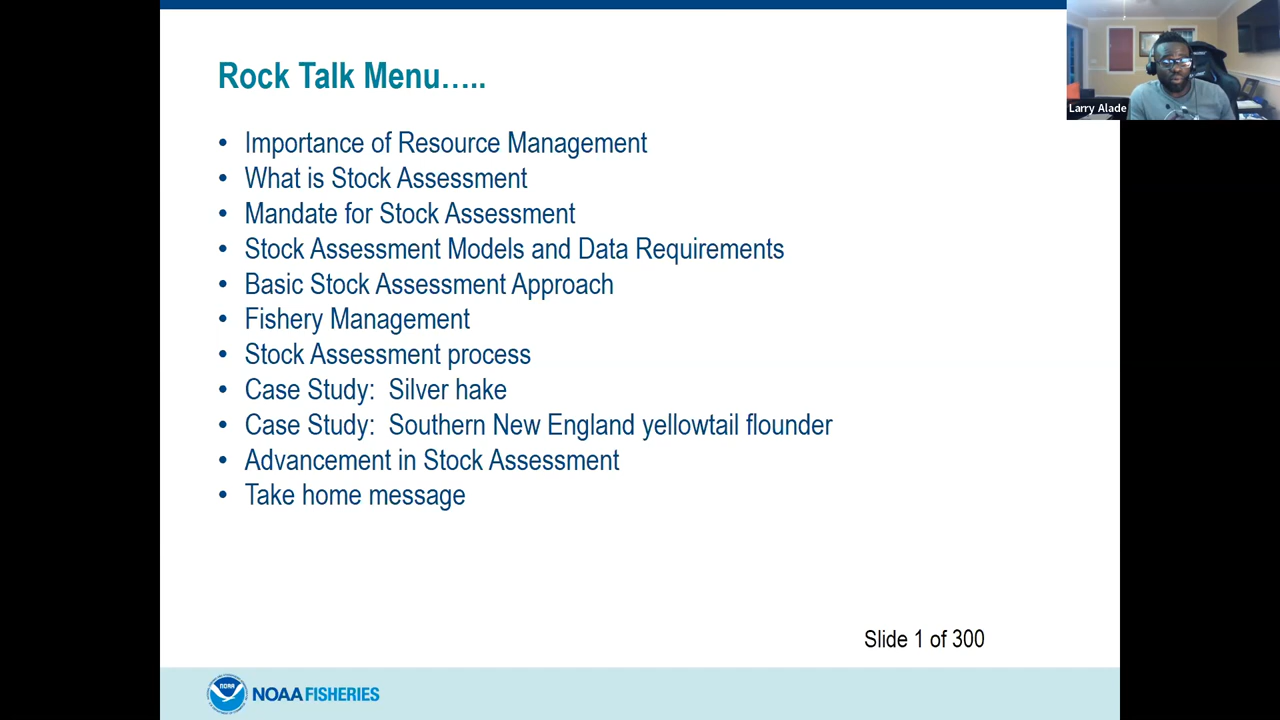 Rock Talk Menu…..
• Importance of Resource Management
• What is Stock Assessment
• Mandate for Stock Assessment
• Stock Assessment Models and Data Requirements
• Basic Stock Assessment Approach
• Fishery Management
• Stock Assessment process
• Case Study:  Silver hake
• Case Study:  Southern New England yellowtail flounder
• Advancement in Stock Assessment
• Take home message
Slide 1 of 300
NOAA
NOAA FISHERIES
Larry Alade